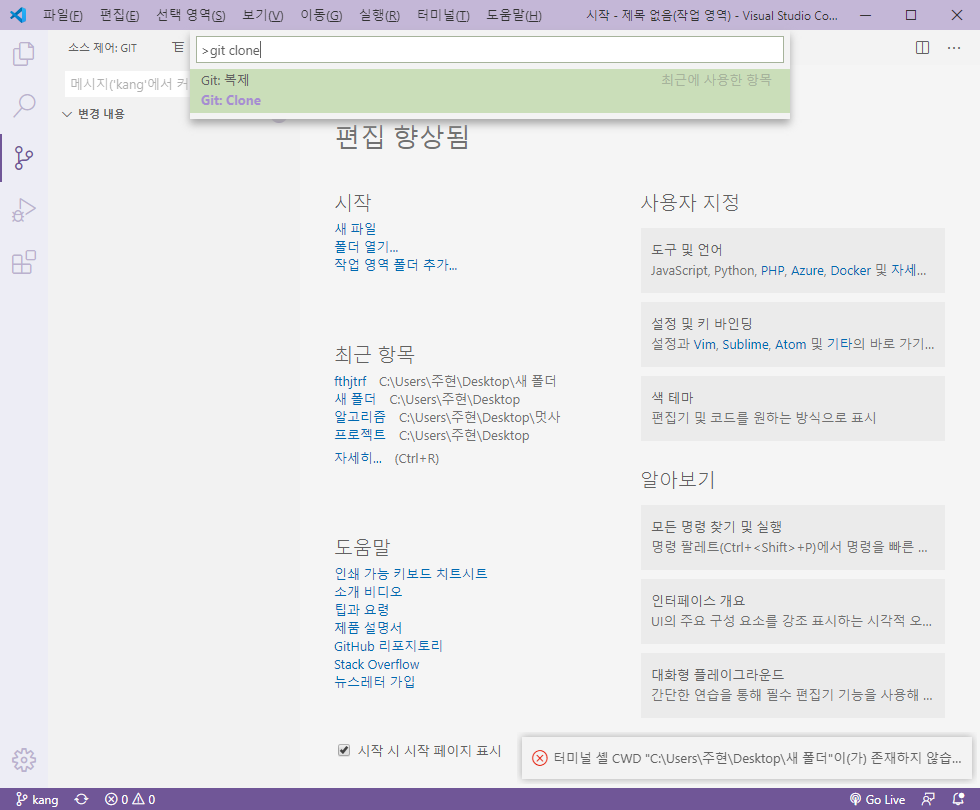 파일(F) 편집(E) 선택 영역(S) 보기(V) 이동(G) 실행(R) 터미널(T) 도움말(H) 시작 - 제목 없음(작업 영역) - Visual Studio Co...
소스 제어: GIT
>git clone
메시지('kang'에서 커
Git: 복제 최근에 사용한 항목
Git: Clone
변경 내용
편집 향상됨
시작
새 파일
폴더 열기...
작업 영역 폴더 추가...
최근 항목
fthjtrf C:\Users\주현\Desktop\새 폴더
새 폴더 C:\Users\주현\Desktop
알고리즘 C:\Users\주현\Desktop\멋사
프로젝트 C:\Users\주현\Desktop
자세히... (Ctrl+R)
도움말
인쇄 가능 키보드 치트시트
소개 비디오
팁과 요령
제품 설명서
GitHub 리포지토리
Stack Overflow
뉴스레터 가입
시작 시 시작 페이지 표시
사용자 지정
도구 및 언어
JavaScript, Python, PHP, Azure, Docker 및 자세...
설정 및 키 바인딩
설정과 Vim, Sublime, Atom 및 기타의 바로 가기...
색 테마
편집기 및 코드를 원하는 방식으로 표시
알아보기
모든 명령 찾기 및 실행
명령 팔레트(Ctrl+<Shift>+P)에서 명령을 빠른 ...
인터페이스 개요
UI의 주요 구성 요소를 강조 표시하는 시각적 오...
대화형 플레이그라운드
간단한 연습을 통해 필수 편집기 기능을 사용해 ...
터미널 셸 CWD "C:\Users\주현\Desktop\새 폴더"이(가) 존재하지 않습...
kang 0 0 Go Live